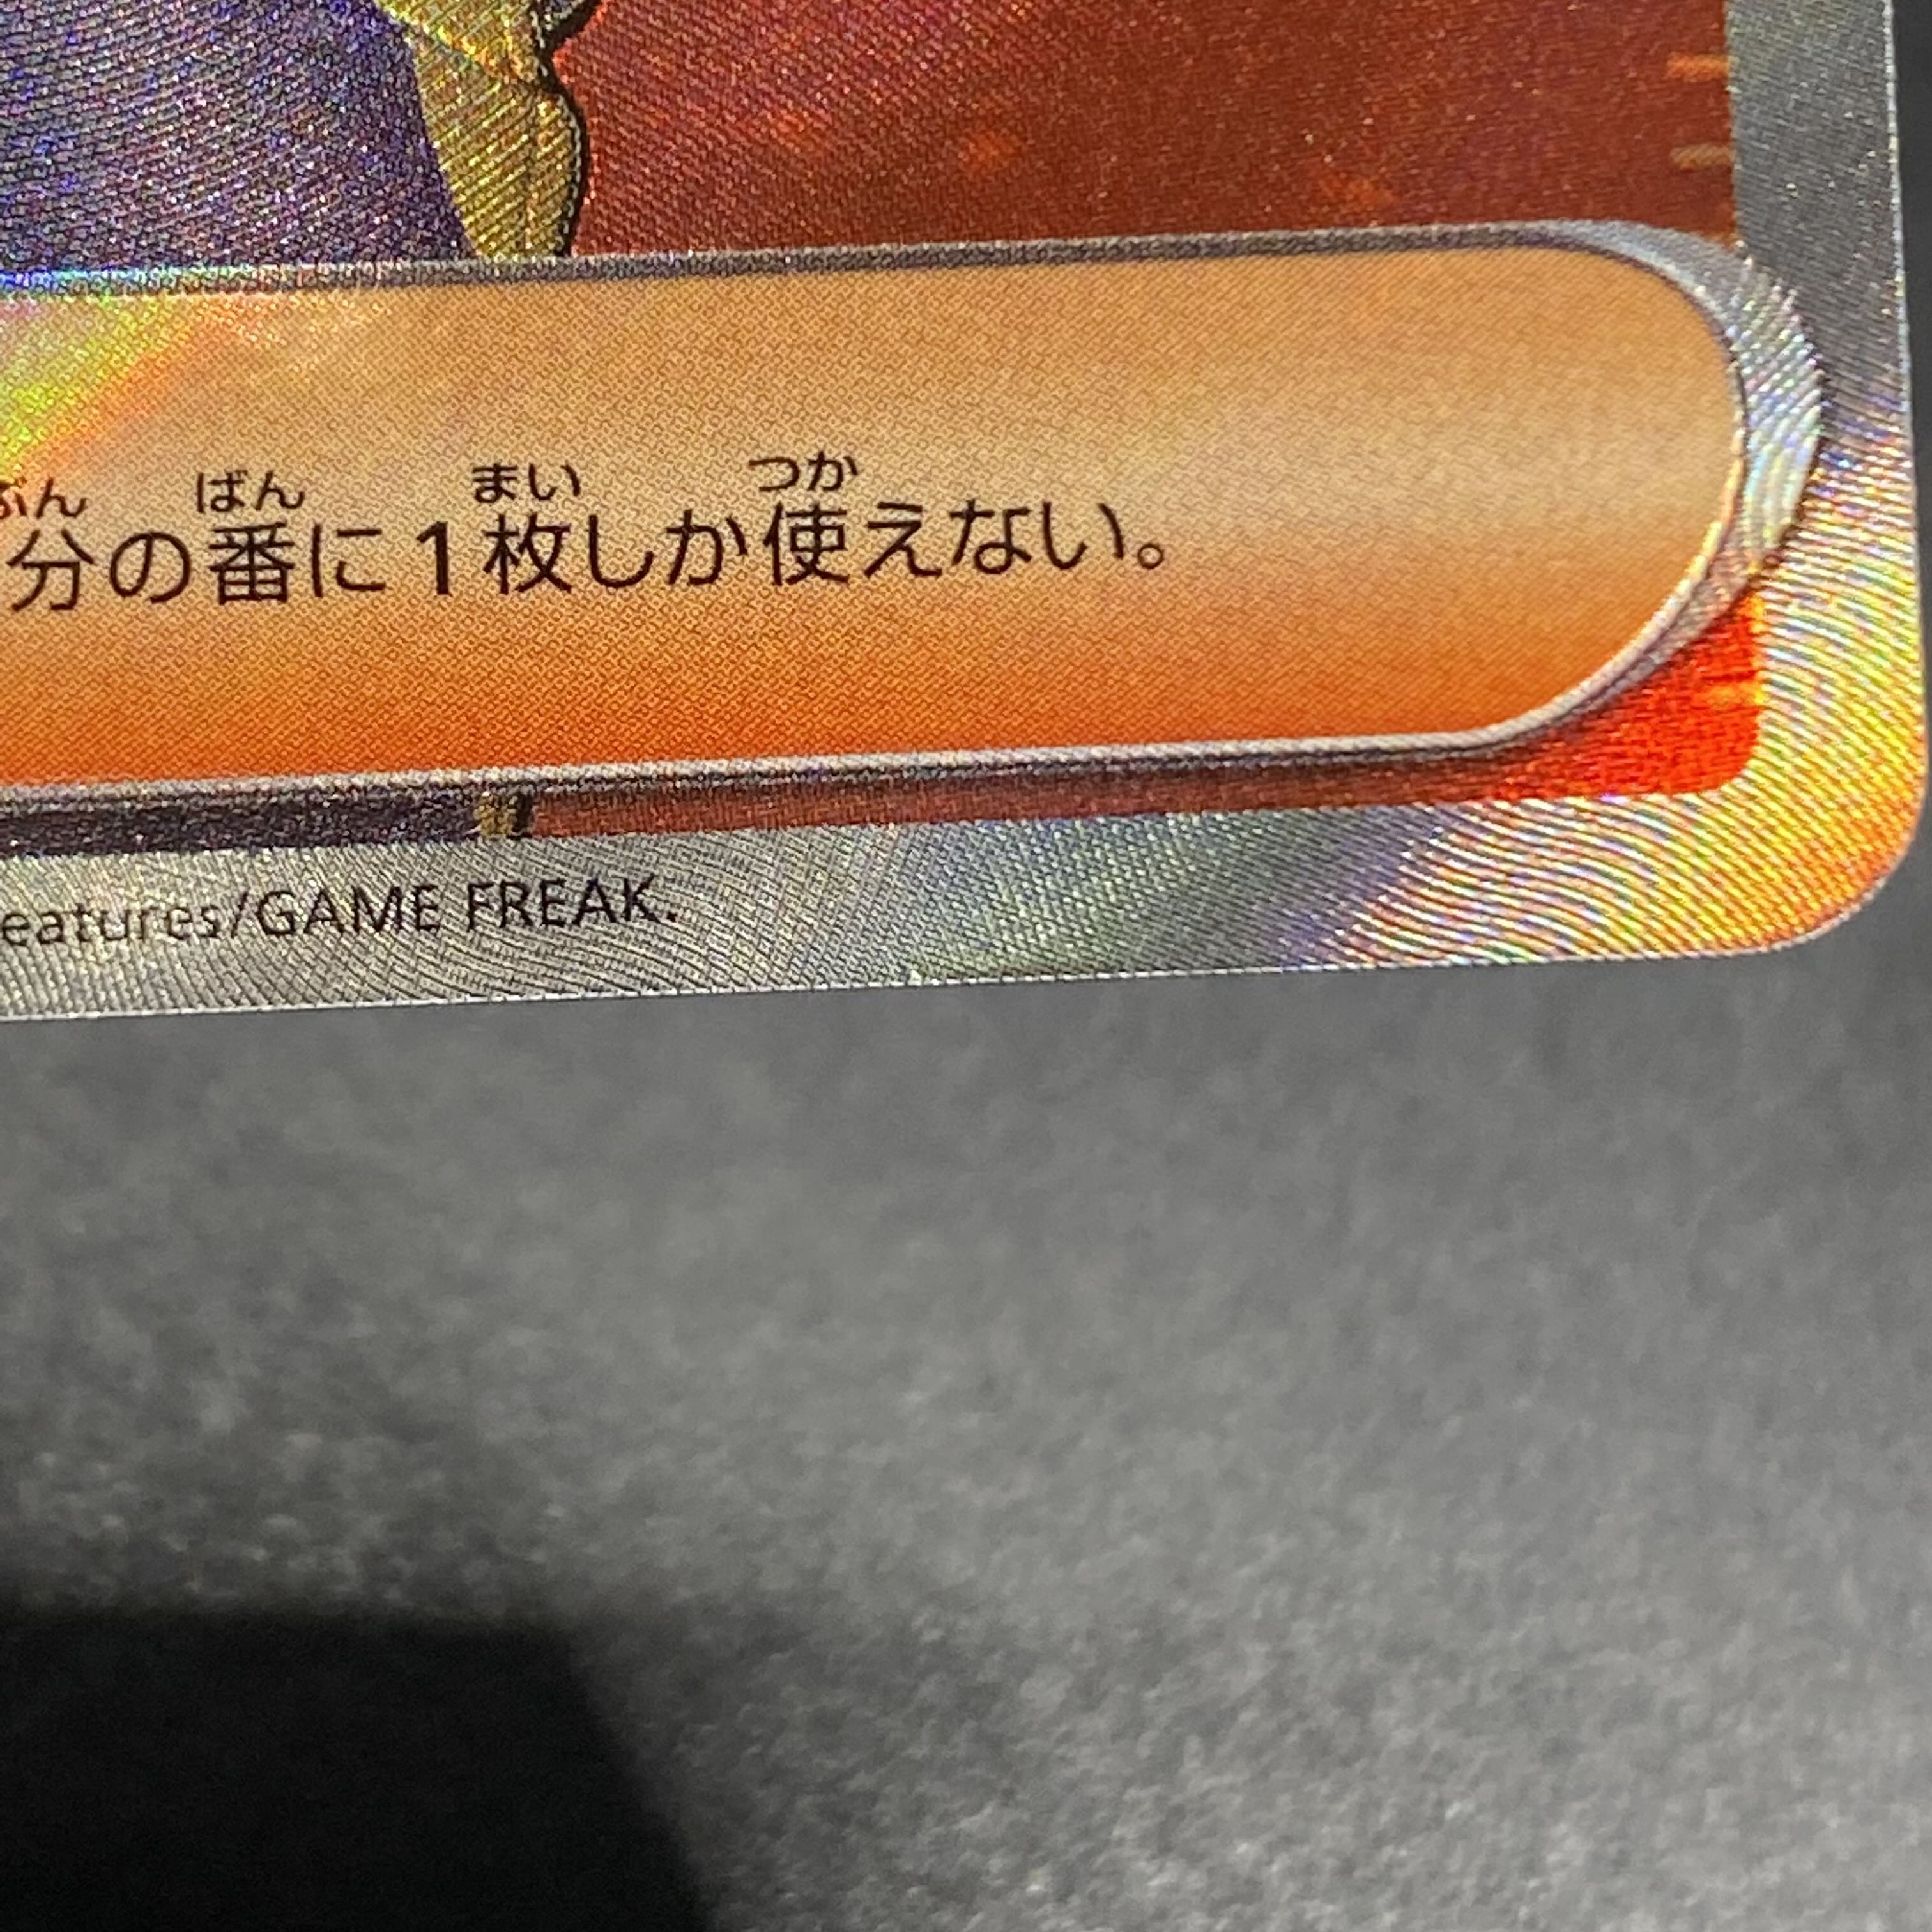 ぶん ばん まい つか
分の番に1枚しか使えない。
eatures/GAME FREAK.